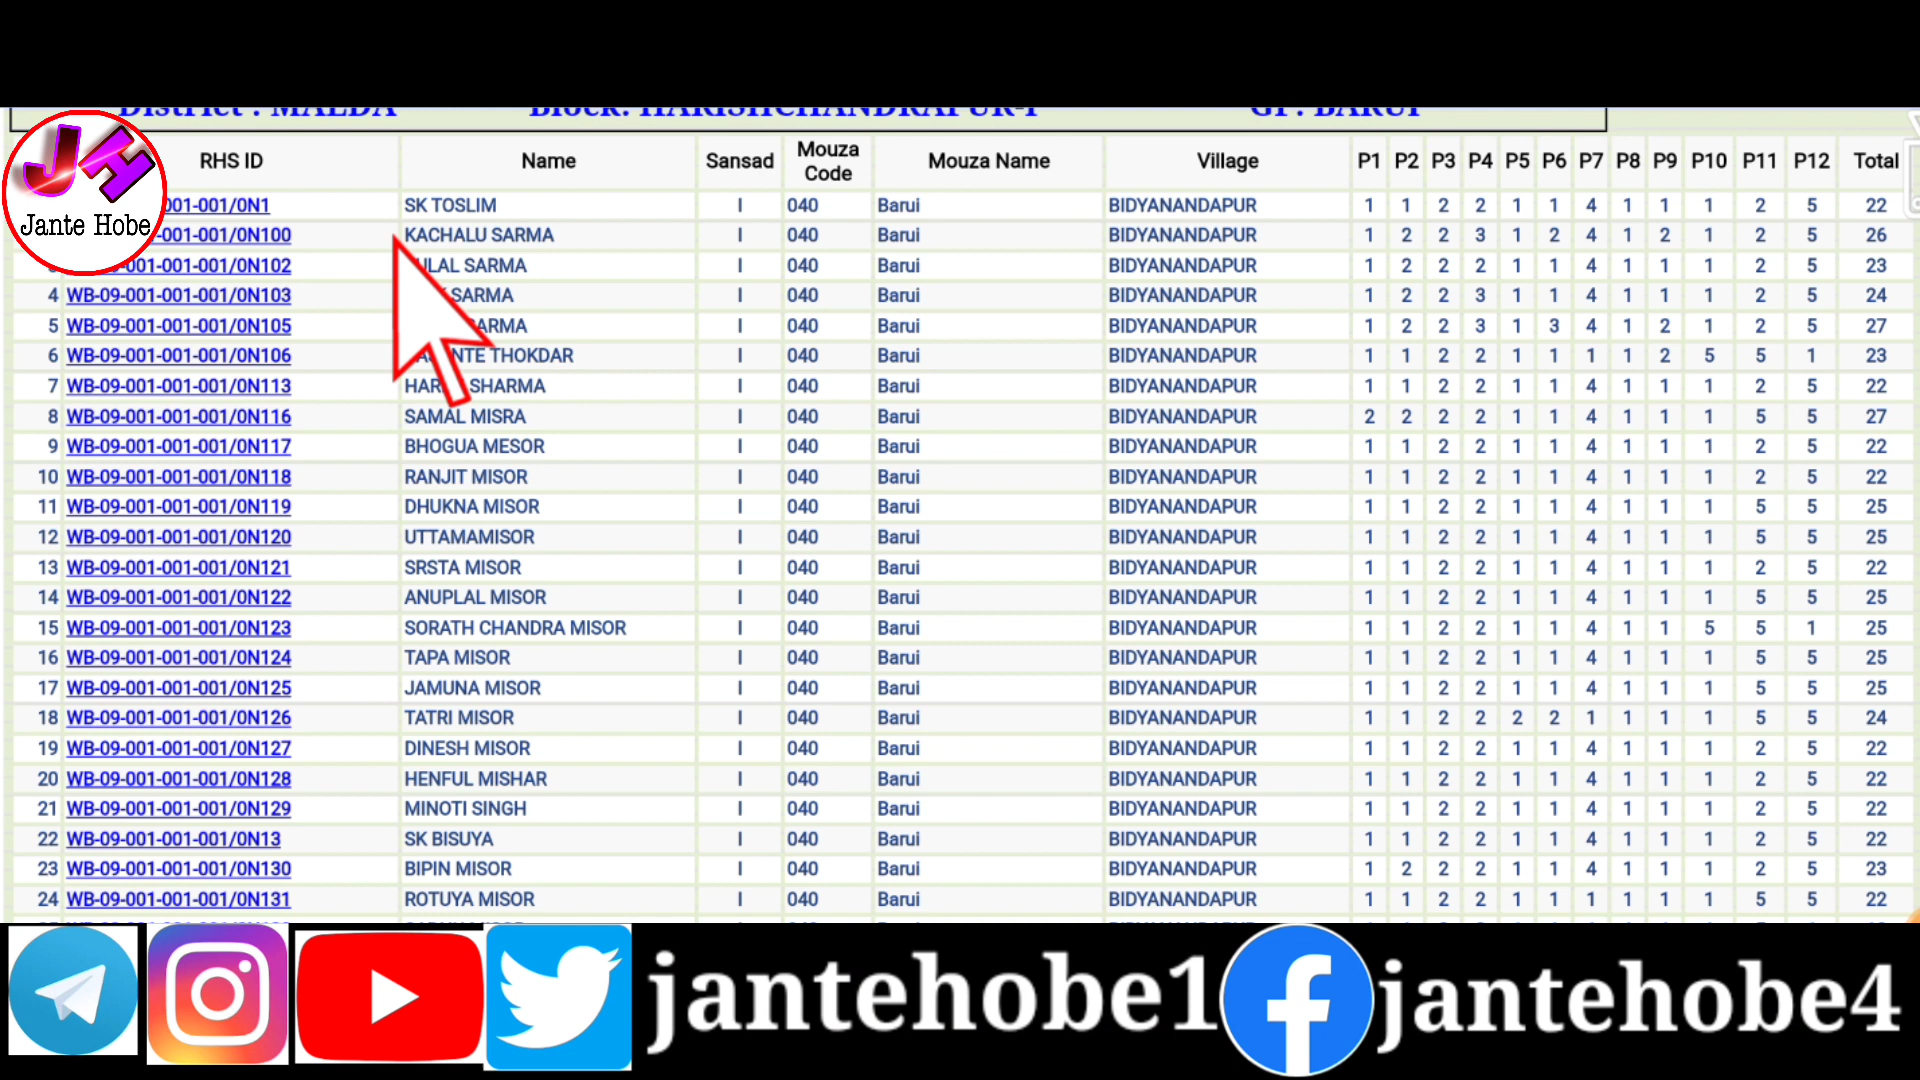 District : MALDA Block: HARISHCHANDRAPUR-I GP: BARUI
JH
Jante Hobe
RHS ID Name Sansad Mouza Code Mouza Name Village P1 P2 P3 P4 P5 P6 P7 P8 P9 P10 P11 P12 Total
001-001/0N1 SK TOSLIM I 040 Barui BIDYANANDAPUR 1 1 2 2 1 1 4 1 1 1 2 5 22
-001-001/0N100 KACHALU SARMA I 040 Barui BIDYANANDAPUR 1 2 2 3 1 2 4 1 2 1 2 5 26
-001-001/0N102 SARMA I 040 Barui BIDYANANDAPUR 1 2 2 2 1 1 4 1 1 1 2 5 23
4 WB-09-001-001-001/0N103 SARMA I 040 Barui BIDYANANDAPUR 1 2 2 3 1 1 4 1 1 1 2 5 24
5 WB-09-001-001-001/0N105 I 040 Barui BIDYANANDAPUR 1 2 2 3 1 3 4 1 2 1 2 5 27
6 WB-09-001-001-001/0N106 THOKDAR I 040 Barui BIDYANANDAPUR 1 1 2 2 1 1 1 1 2 5 5 1 23
7 WB-09-001-001-001/0N113 SHARMA I 040 Barui BIDYANANDAPUR 1 1 2 2 1 1 4 1 1 1 2 5 22
8 WB-09-001-001-001/0N116 SAMAL MISRA I 040 Barui BIDYANANDAPUR 2 2 2 2 1 1 4 1 1 1 5 5 27
9 WB-09-001-001-001/0N117 BHOGUA MESOR I 040 Barui BIDYANANDAPUR 1 1 2 2 1 1 4 1 1 1 2 5 22
10 WB-09-001-001-001/0N118 RANJIT MISOR I 040 Barui BIDYANANDAPUR 1 1 2 2 1 1 4 1 1 1 2 5 22
11 WB-09-001-001-001/0N119 DHUKNA MISOR I 040 Barui BIDYANANDAPUR 1 1 2 2 1 1 4 1 1 1 5 5 25
12 WB-09-001-001-001/0N120 UTTAMAMISOR I 040 Barui BIDYANANDAPUR 1 1 2 2 1 1 4 1 1 1 5 5 25
13 WB-09-001-001-001/0N121 SRSTA MISOR I 040 Barui BIDYANANDAPUR 1 1 2 2 1 1 4 1 1 1 2 5 22
14 WB-09-001-001-001/0N122 ANUPLAL MISOR I 040 Barui BIDYANANDAPUR 1 1 2 2 1 1 4 1 1 1 5 5 25
15 WB-09-001-001-001/0N123 SORATH CHANDRA MISOR I 040 Barui BIDYANANDAPUR 1 1 2 2 1 1 4 1 1 5 5 1 25
16 WB-09-001-001-001/0N124 TAPA MISOR I 040 Barui BIDYANANDAPUR 1 1 2 2 1 1 4 1 1 1 5 5 25
17 WB-09-001-001-001/0N125 JAMUNA MISOR I 040 Barui BIDYANANDAPUR 1 1 2 2 1 1 4 1 1 1 5 5 25
18 WB-09-001-001-001/0N126 TATRI MISOR I 040 Barui BIDYANANDAPUR 1 1 2 2 2 2 1 1 1 1 5 5 24
19 WB-09-001-001-001/0N127 DINESH MISOR I 040 Barui BIDYANANDAPUR 1 1 2 2 1 1 4 1 1 1 2 5 22
20 WB-09-001-001-001/0N128 HENFUL MISHAR I 040 Barui BIDYANANDAPUR 1 1 2 2 1 1 4 1 1 1 2 5 22
21 WB-09-001-001-001/0N129 MINOTI SINGH I 040 Barui BIDYANANDAPUR 1 1 2 2 1 1 4 1 1 1 2 5 22
22 WB-09-001-001-001/0N13 SK BISUYA I 040 Barui BIDYANANDAPUR 1 1 2 2 1 1 4 1 1 1 2 5 22
23 WB-09-001-001-001/0N130 BIPIN MISOR I 040 Barui BIDYANANDAPUR 1 2 2 2 1 1 4 1 1 1 2 5 23
24 WB-09-001-001-001/0N131 ROTUYA MISOR I 040 Barui BIDYANANDAPUR 1 1 2 2 1 1 1 1 1 1 5 5 22
jantehobe1 jantehobe4